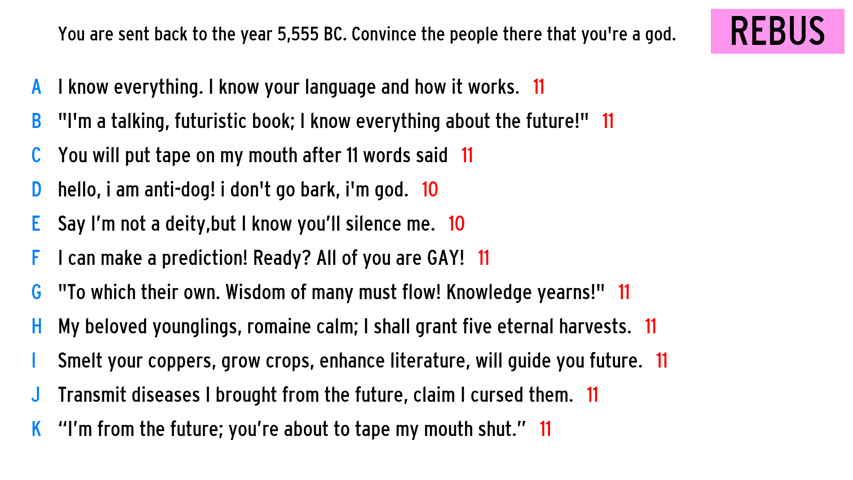 You are sent back to the year 5,555 BC. Convince the people there that you're a god.
REBUS
A I know everything. I know your language and how it works. 11
B "I'm a talking, futuristic book; I know everything about the future!" 11
C You will put tape on my mouth after 11 words said 11
D hello, i am anti-dog! i don't go bark, i'm god. 10
E Say I’m not a deity,but I know you’ll silence me. 10
F I can make a prediction! Ready? All of you are GAY! 11
G "To which their own. Wisdom of many must flow! Knowledge yearns!" 11
H My beloved younglings, romaine calm; I shall grant five eternal harvests. 11
I Smelt your coppers, grow crops, enhance literature, will guide you future. 11
J Transmit diseases I brought from the future, claim I cursed them. 11
K “I’m from the future; you’re about to tape my mouth shut.” 11